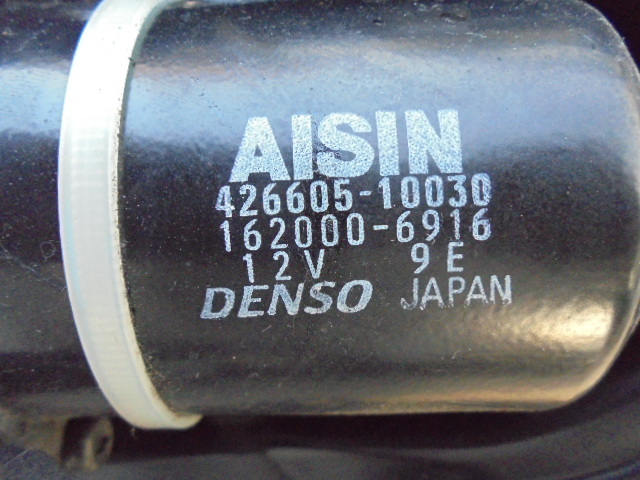 AISIN
426605-10030
162000-6916
12V 9E
DENSO JAPAN